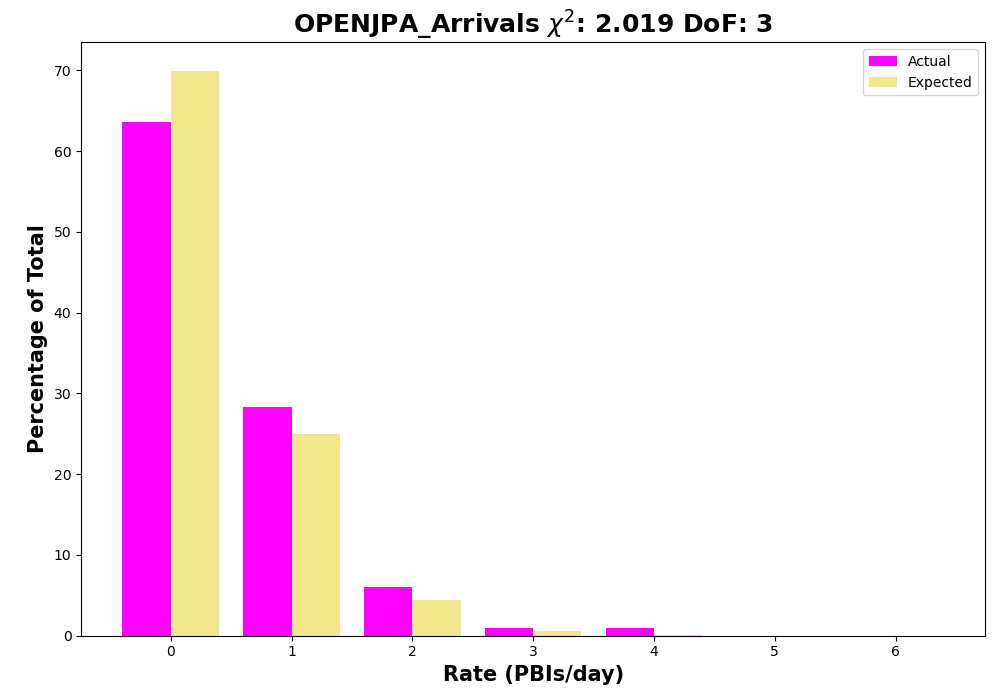 OPENJPA_Arrivals χ²: 2.019 DoF: 3
Actual
Expected
Percentage of Total
70
60
50
40
30
20
10
0
0 1 2 3 4 5 6
Rate (PBIs/day)